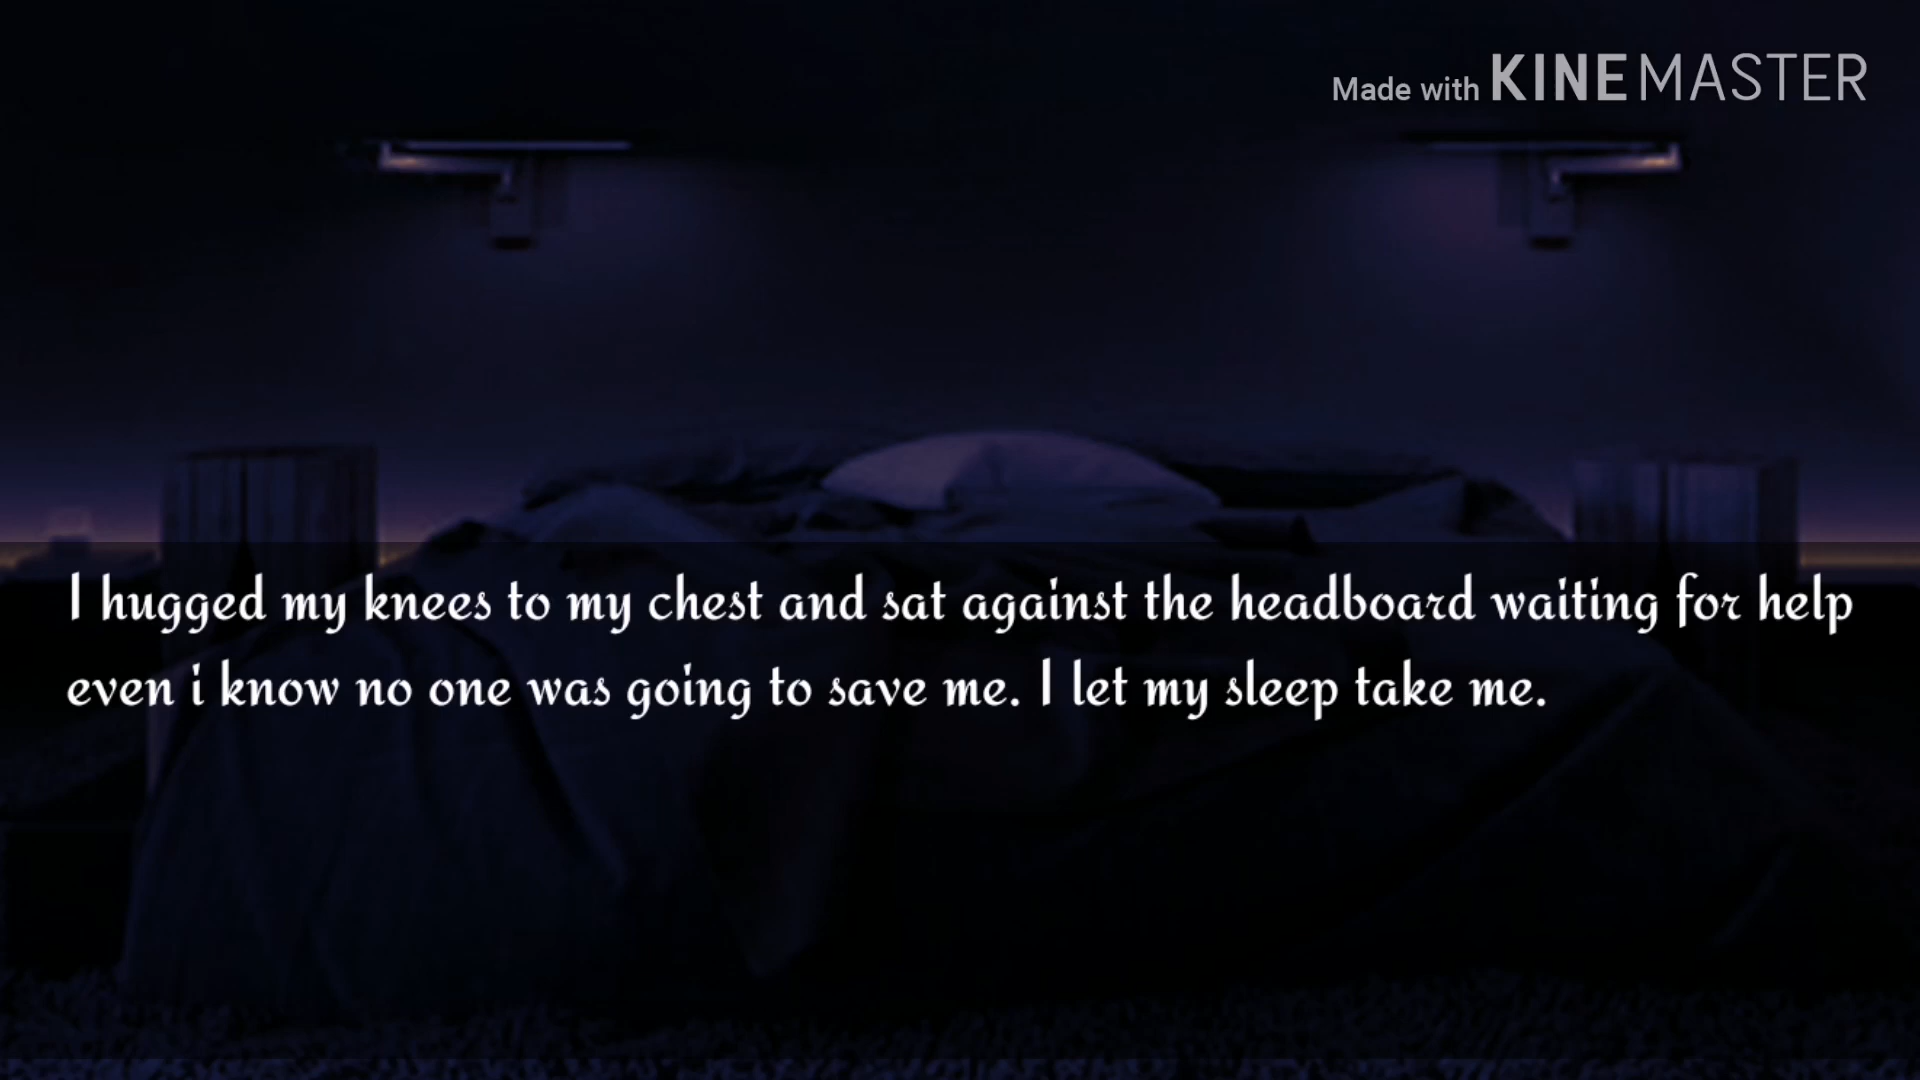 Made with KINEMASTER
I hugged my knees to my chest and sat against the headboard waiting for help
even i know no one was going to save me. I let my sleep take me.